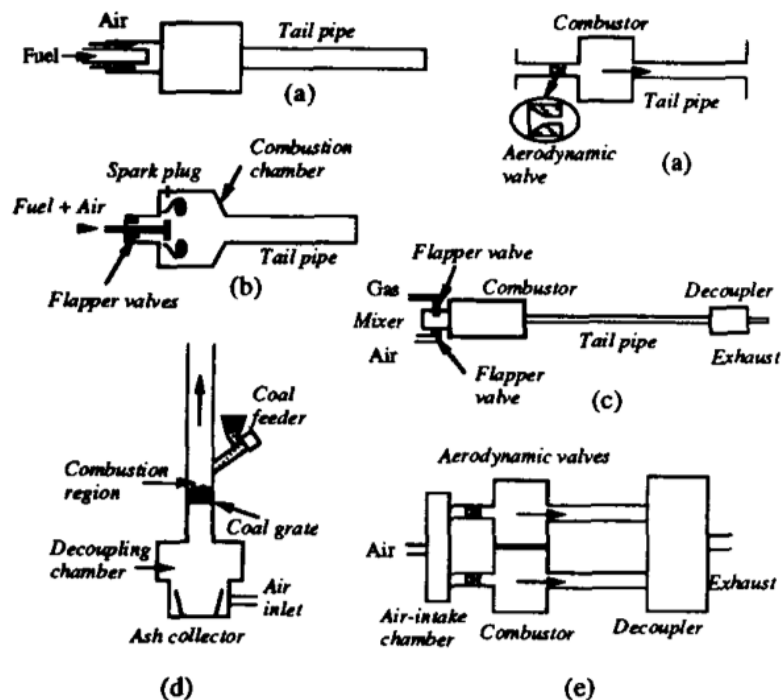 Air
Tail pipe
Fuel
(a)
Combustor
Tail pipe
Aerodynamic
valve
(a)
Spark plug
Combustion
chamber
Fuel + Air
Tail pipe
Flapper valves
(b)
Flapper valve
Gas
Combustor
Decoupler
Mixer
Air
Tail pipe
Exhaust
Flapper
valve
(c)
Coal
feeder
Combustion
region
Coal grate
Decoupling
chamber
Air
inlet
Ash collector
(d)
Aerodynamic valves
Air
Exhaust
Air-intake
chamber
Combustor
Decoupler
(e)